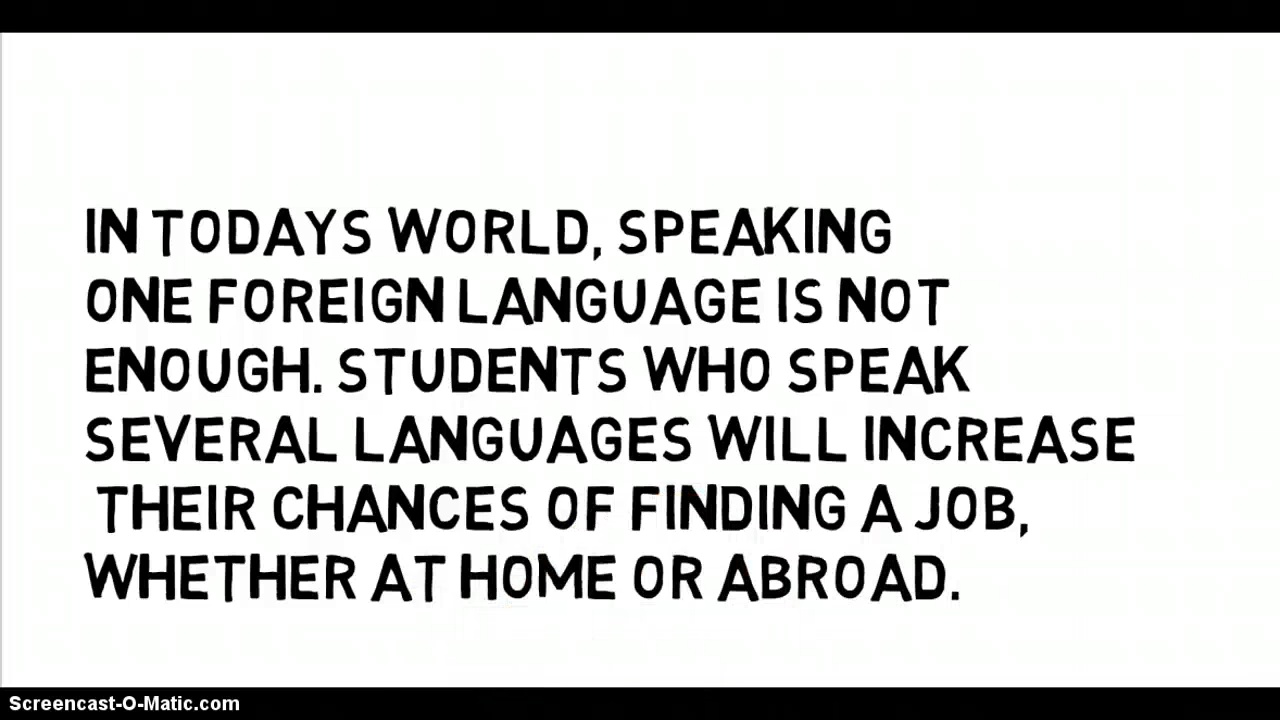 IN TODAYS WORLD, SPEAKING
ONE FOREIGN LANGUAGE IS NOT
ENOUGH. STUDENTS WHO SPEAK
SEVERAL LANGUAGES WILL INCREASE
THEIR CHANCES OF FINDING A JOB,
WHETHER AT HOME OR ABROAD.
Screencast-O-Matic.com